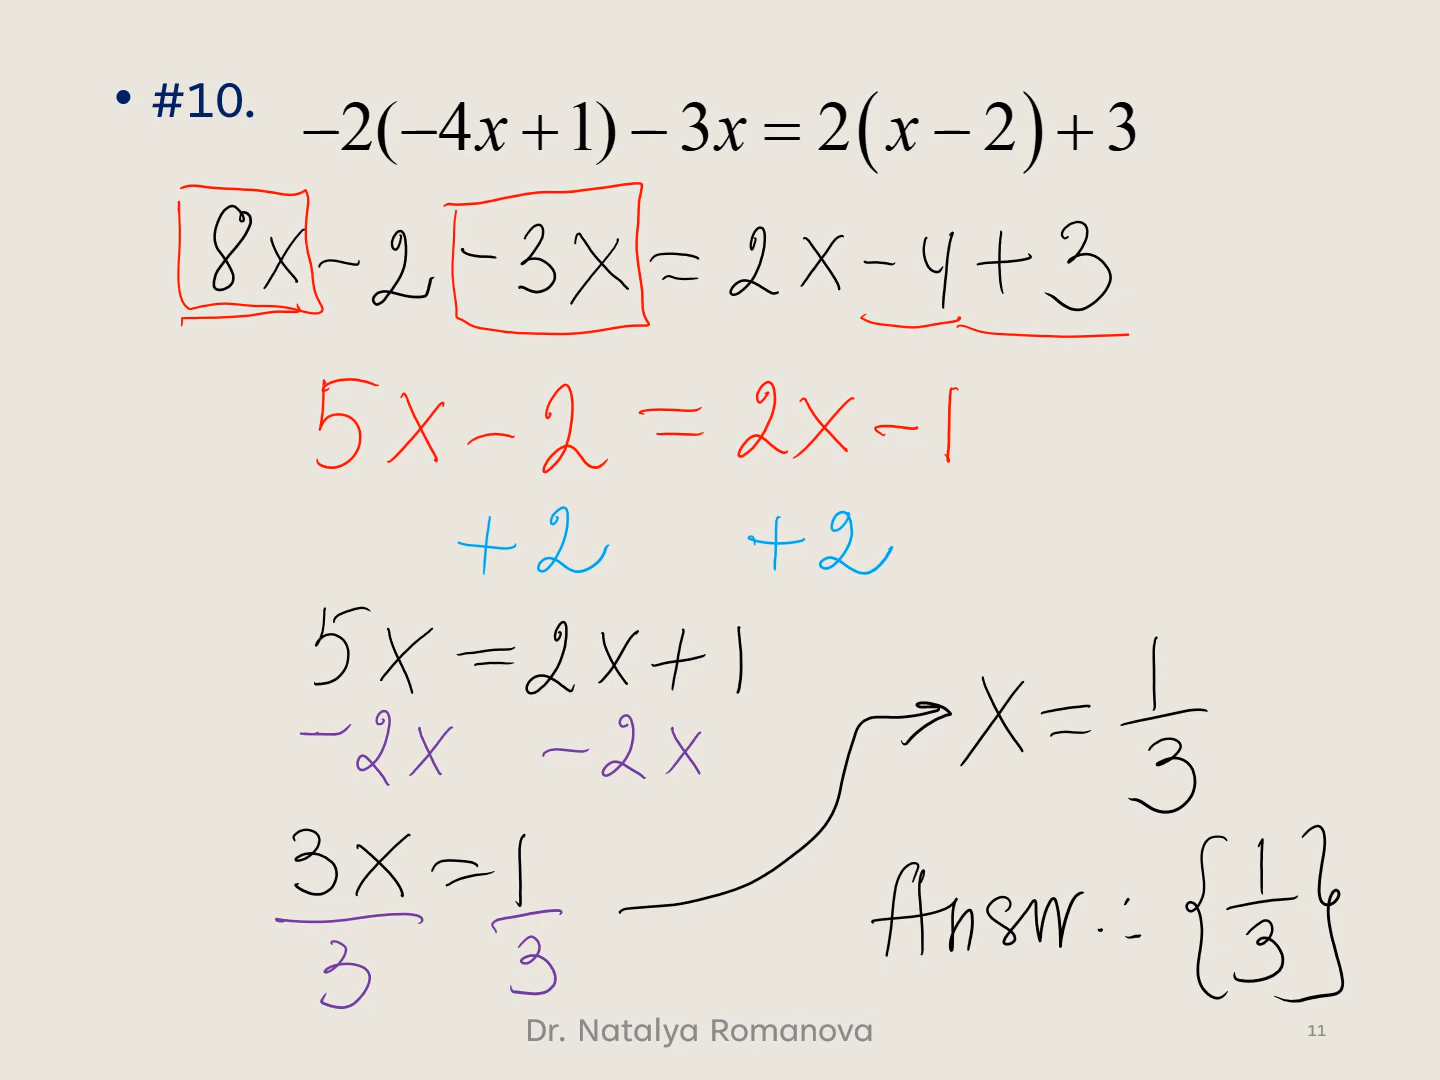 • #10.
−2(−4x+1)−3x=2(x−2)+3
8x-2-3x=2x-4+3
5x-2=2x-1
+2 +2
5x=2x+1
-2x -2x
3x=1
3 3
x=1/3
Answ.: {1/3}
Dr. Natalya Romanova
11